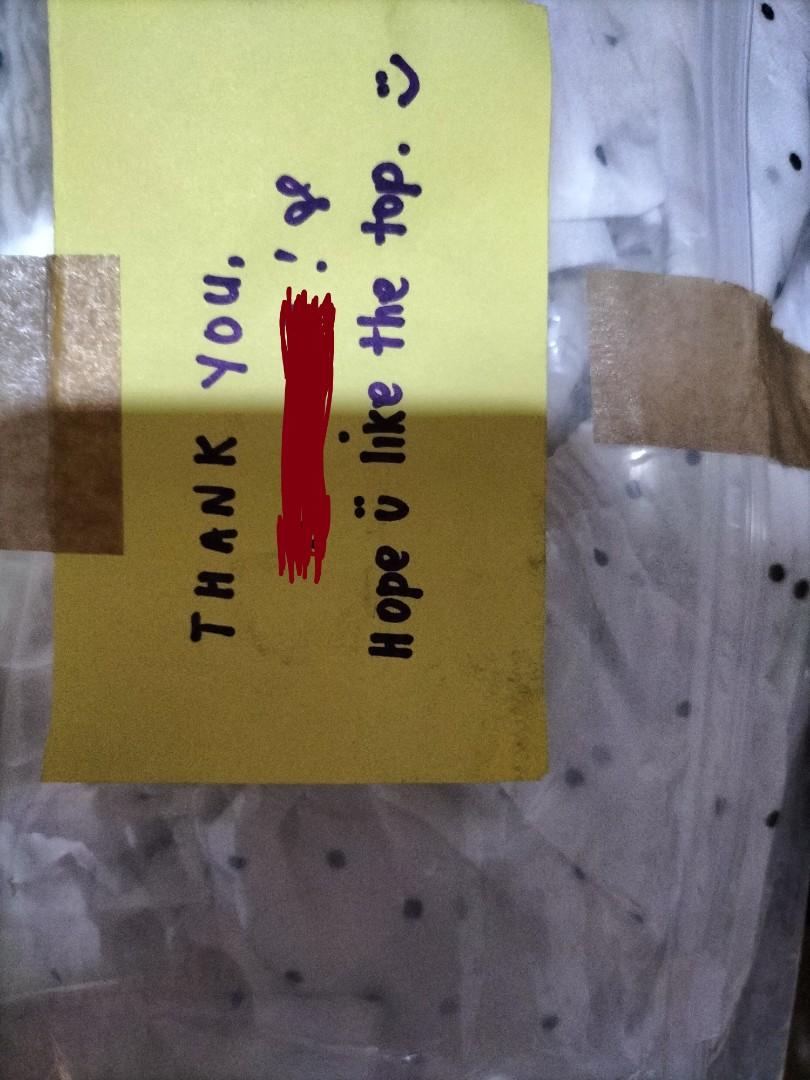 THANK YOU,
!
Hope Ü like the top. :)